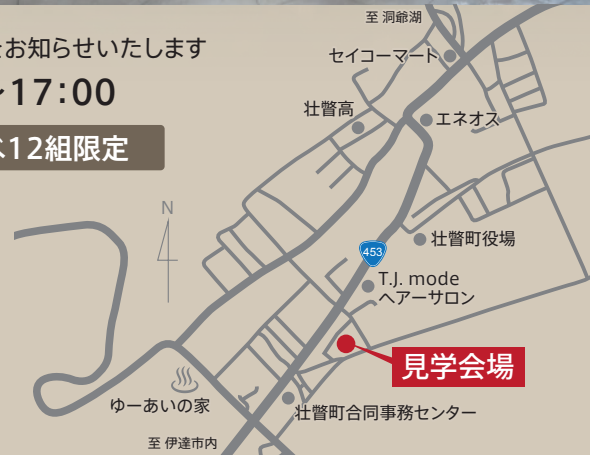 至 洞爺湖
をお知らせいたします
セイコーマート
17:00
壮瞥高
エネオス
12組限定
N
壮瞥町役場
453
T.J. mode
ヘアーサロン
見学会場
ゆーあいの家
壮瞥町合同事務センター
至 伊達市内